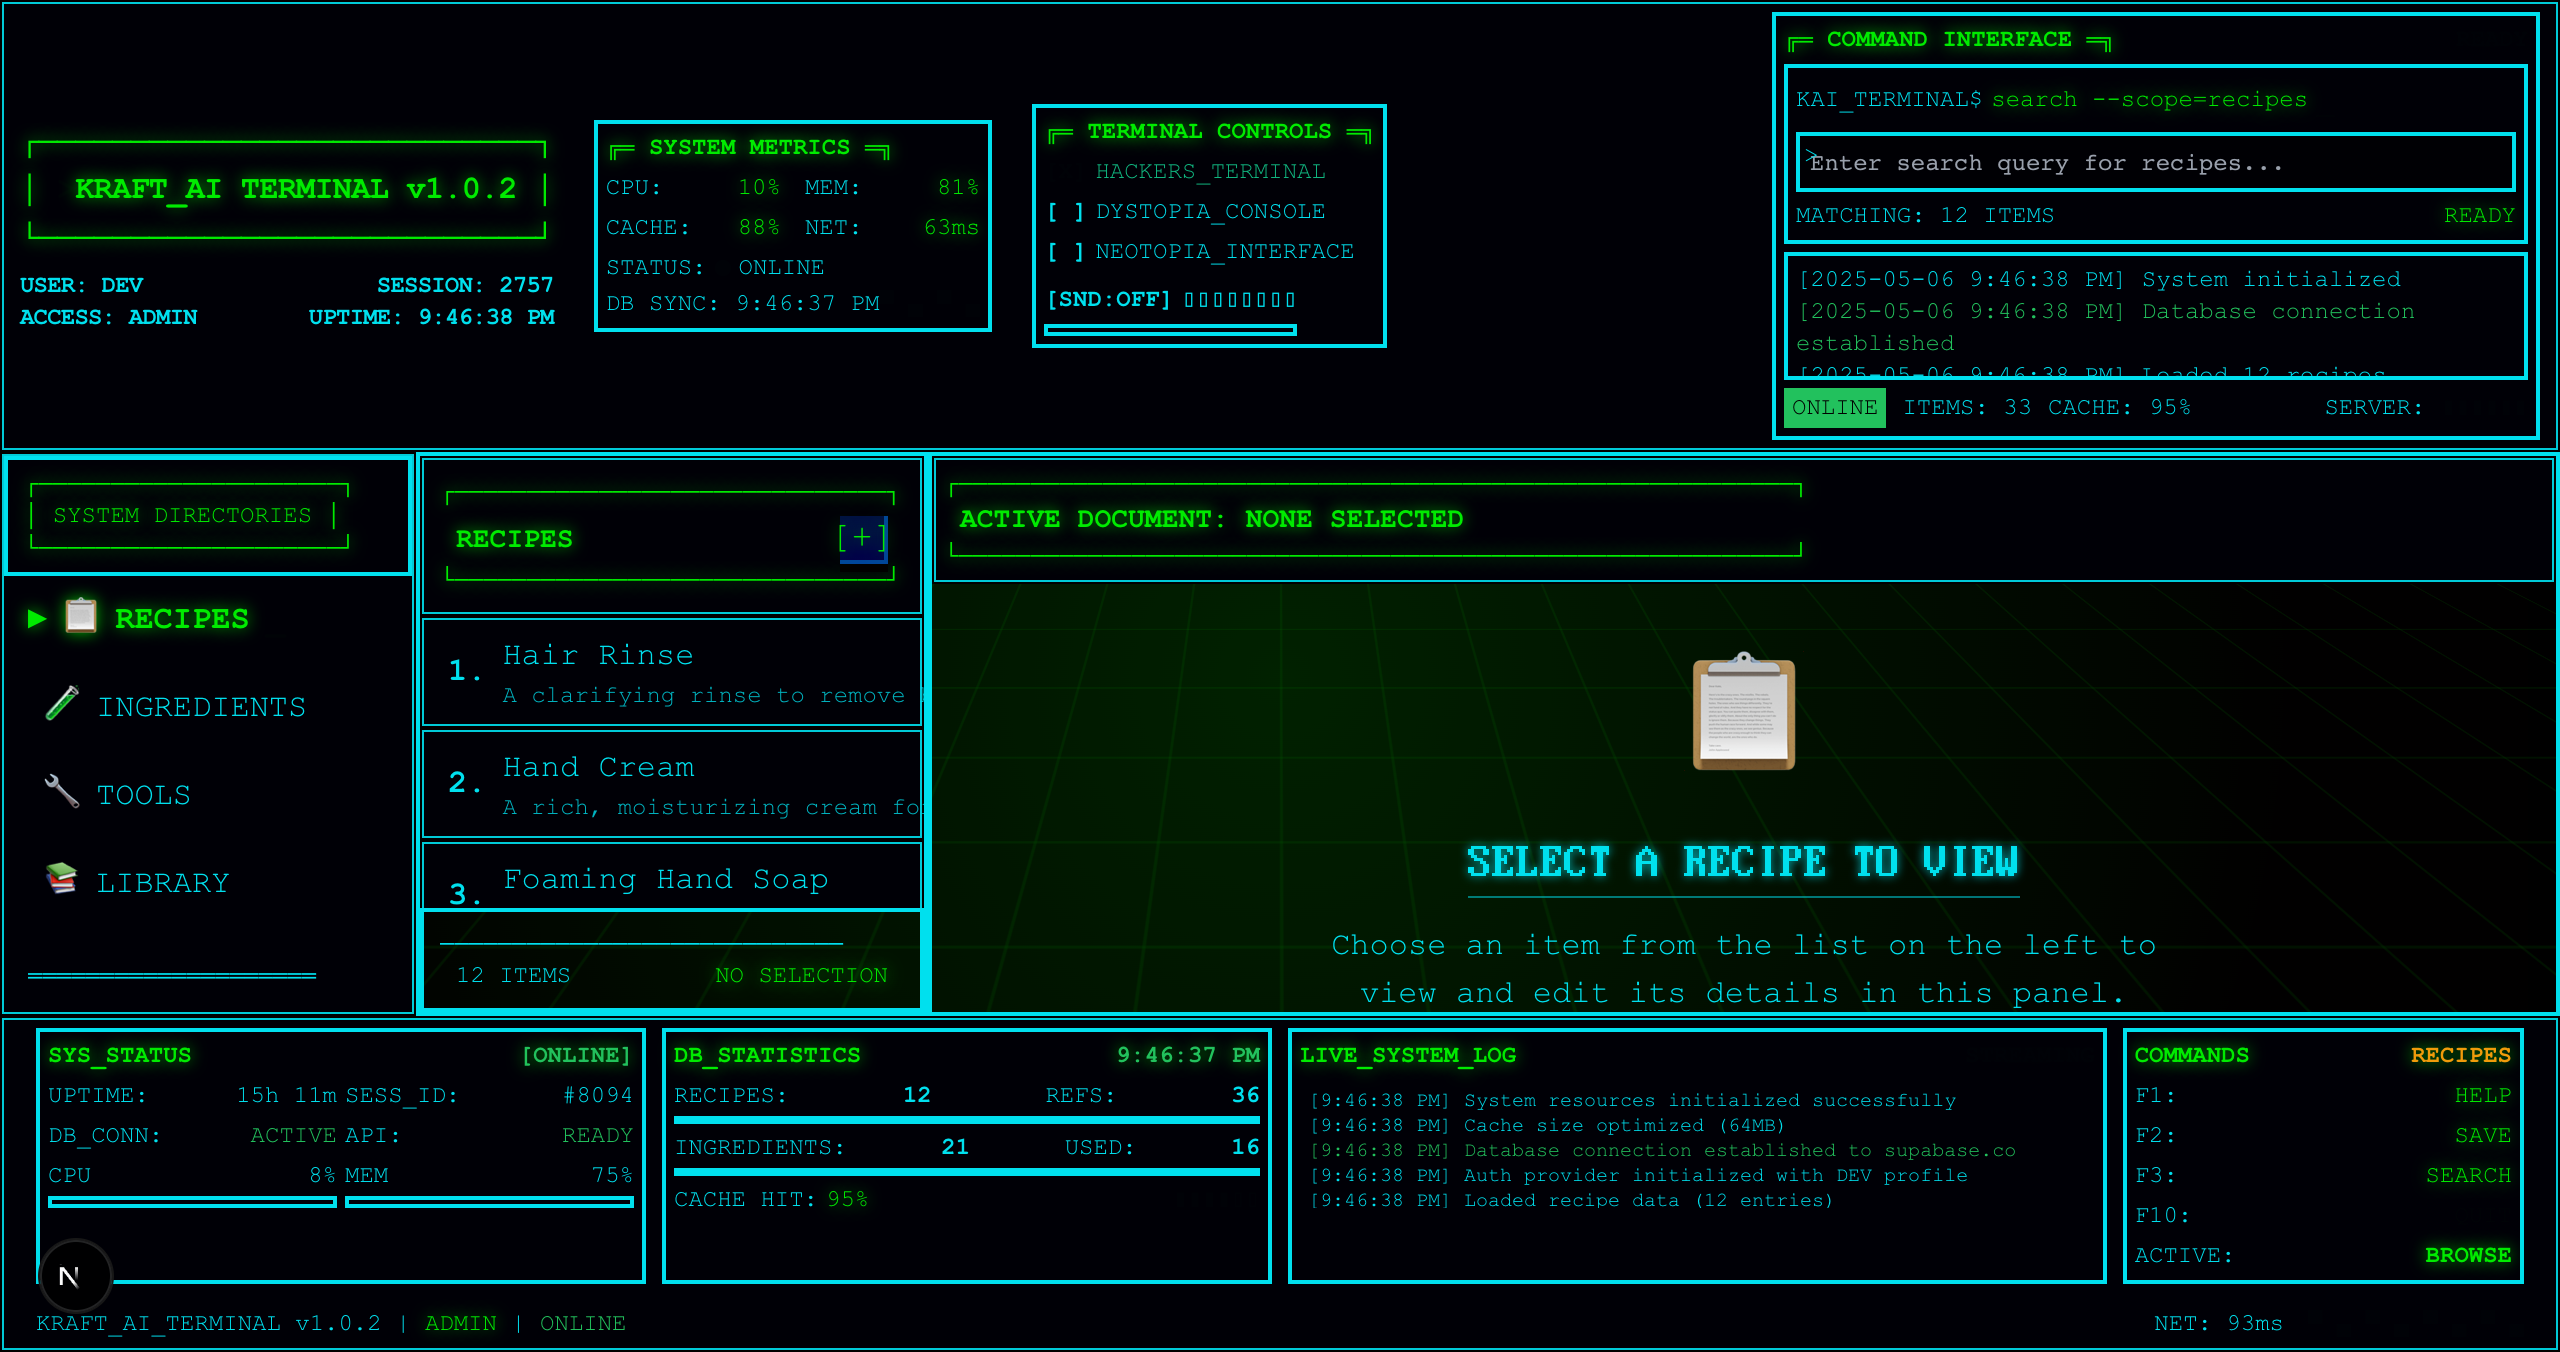 KRAFT_AI TERMINAL v1.0.2
USER: DEV SESSION: 2757
ACCESS: ADMIN UPTIME: 9:46:38 PM
╔═ SYSTEM METRICS ═╗
CPU: 10% MEM: 81%
CACHE: 88% NET: 63ms
STATUS: ONLINE
DB SYNC: 9:46:37 PM
╔═ TERMINAL CONTROLS ═╗
HACKERS_TERMINAL
[ ] DYSTOPIA_CONSOLE
[ ] NEOTOPIA_INTERFACE
[SND:OFF] ▯▯▯▯▯▯▯▯
╔═ COMMAND INTERFACE ═╗
KAI_TERMINAL$ search --scope=recipes
>Enter search query for recipes...
MATCHING: 12 ITEMS READY
[2025-05-06 9:46:38 PM] System initialized
[2025-05-06 9:46:38 PM] Database connection
established
[2025-05-06 9:46:38 PM] Loaded 12 recipes
ONLINE ITEMS: 33 CACHE: 95% SERVER:
SYSTEM DIRECTORIES
► RECIPES
INGREDIENTS
TOOLS
LIBRARY
RECIPES [+]
1. Hair Rinse
A clarifying rinse to remove
2. Hand Cream
A rich, moisturizing cream fo
3. Foaming Hand Soap
12 ITEMS NO SELECTION
ACTIVE DOCUMENT: NONE SELECTED
SELECT A RECIPE TO VIEW
Choose an item from the list on the left to
view and edit its details in this panel.
SYS_STATUS [ONLINE]
UPTIME: 15h 11m SESS_ID: #8094
DB_CONN: ACTIVE API: READY
CPU 8% MEM 75%
DB_STATISTICS 9:46:37 PM
RECIPES: 12 REFS: 36
INGREDIENTS: 21 USED: 16
CACHE HIT: 95%
LIVE_SYSTEM_LOG
[9:46:38 PM] System resources initialized successfully
[9:46:38 PM] Cache size optimized (64MB)
[9:46:38 PM] Database connection established to supabase.co
[9:46:38 PM] Auth provider initialized with DEV profile
[9:46:38 PM] Loaded recipe data (12 entries)
COMMANDS RECIPES
F1: HELP
F2: SAVE
F3: SEARCH
F10:
ACTIVE: BROWSE
N
KRAFT_AI_TERMINAL v1.0.2 | ADMIN | ONLINE
NET: 93ms